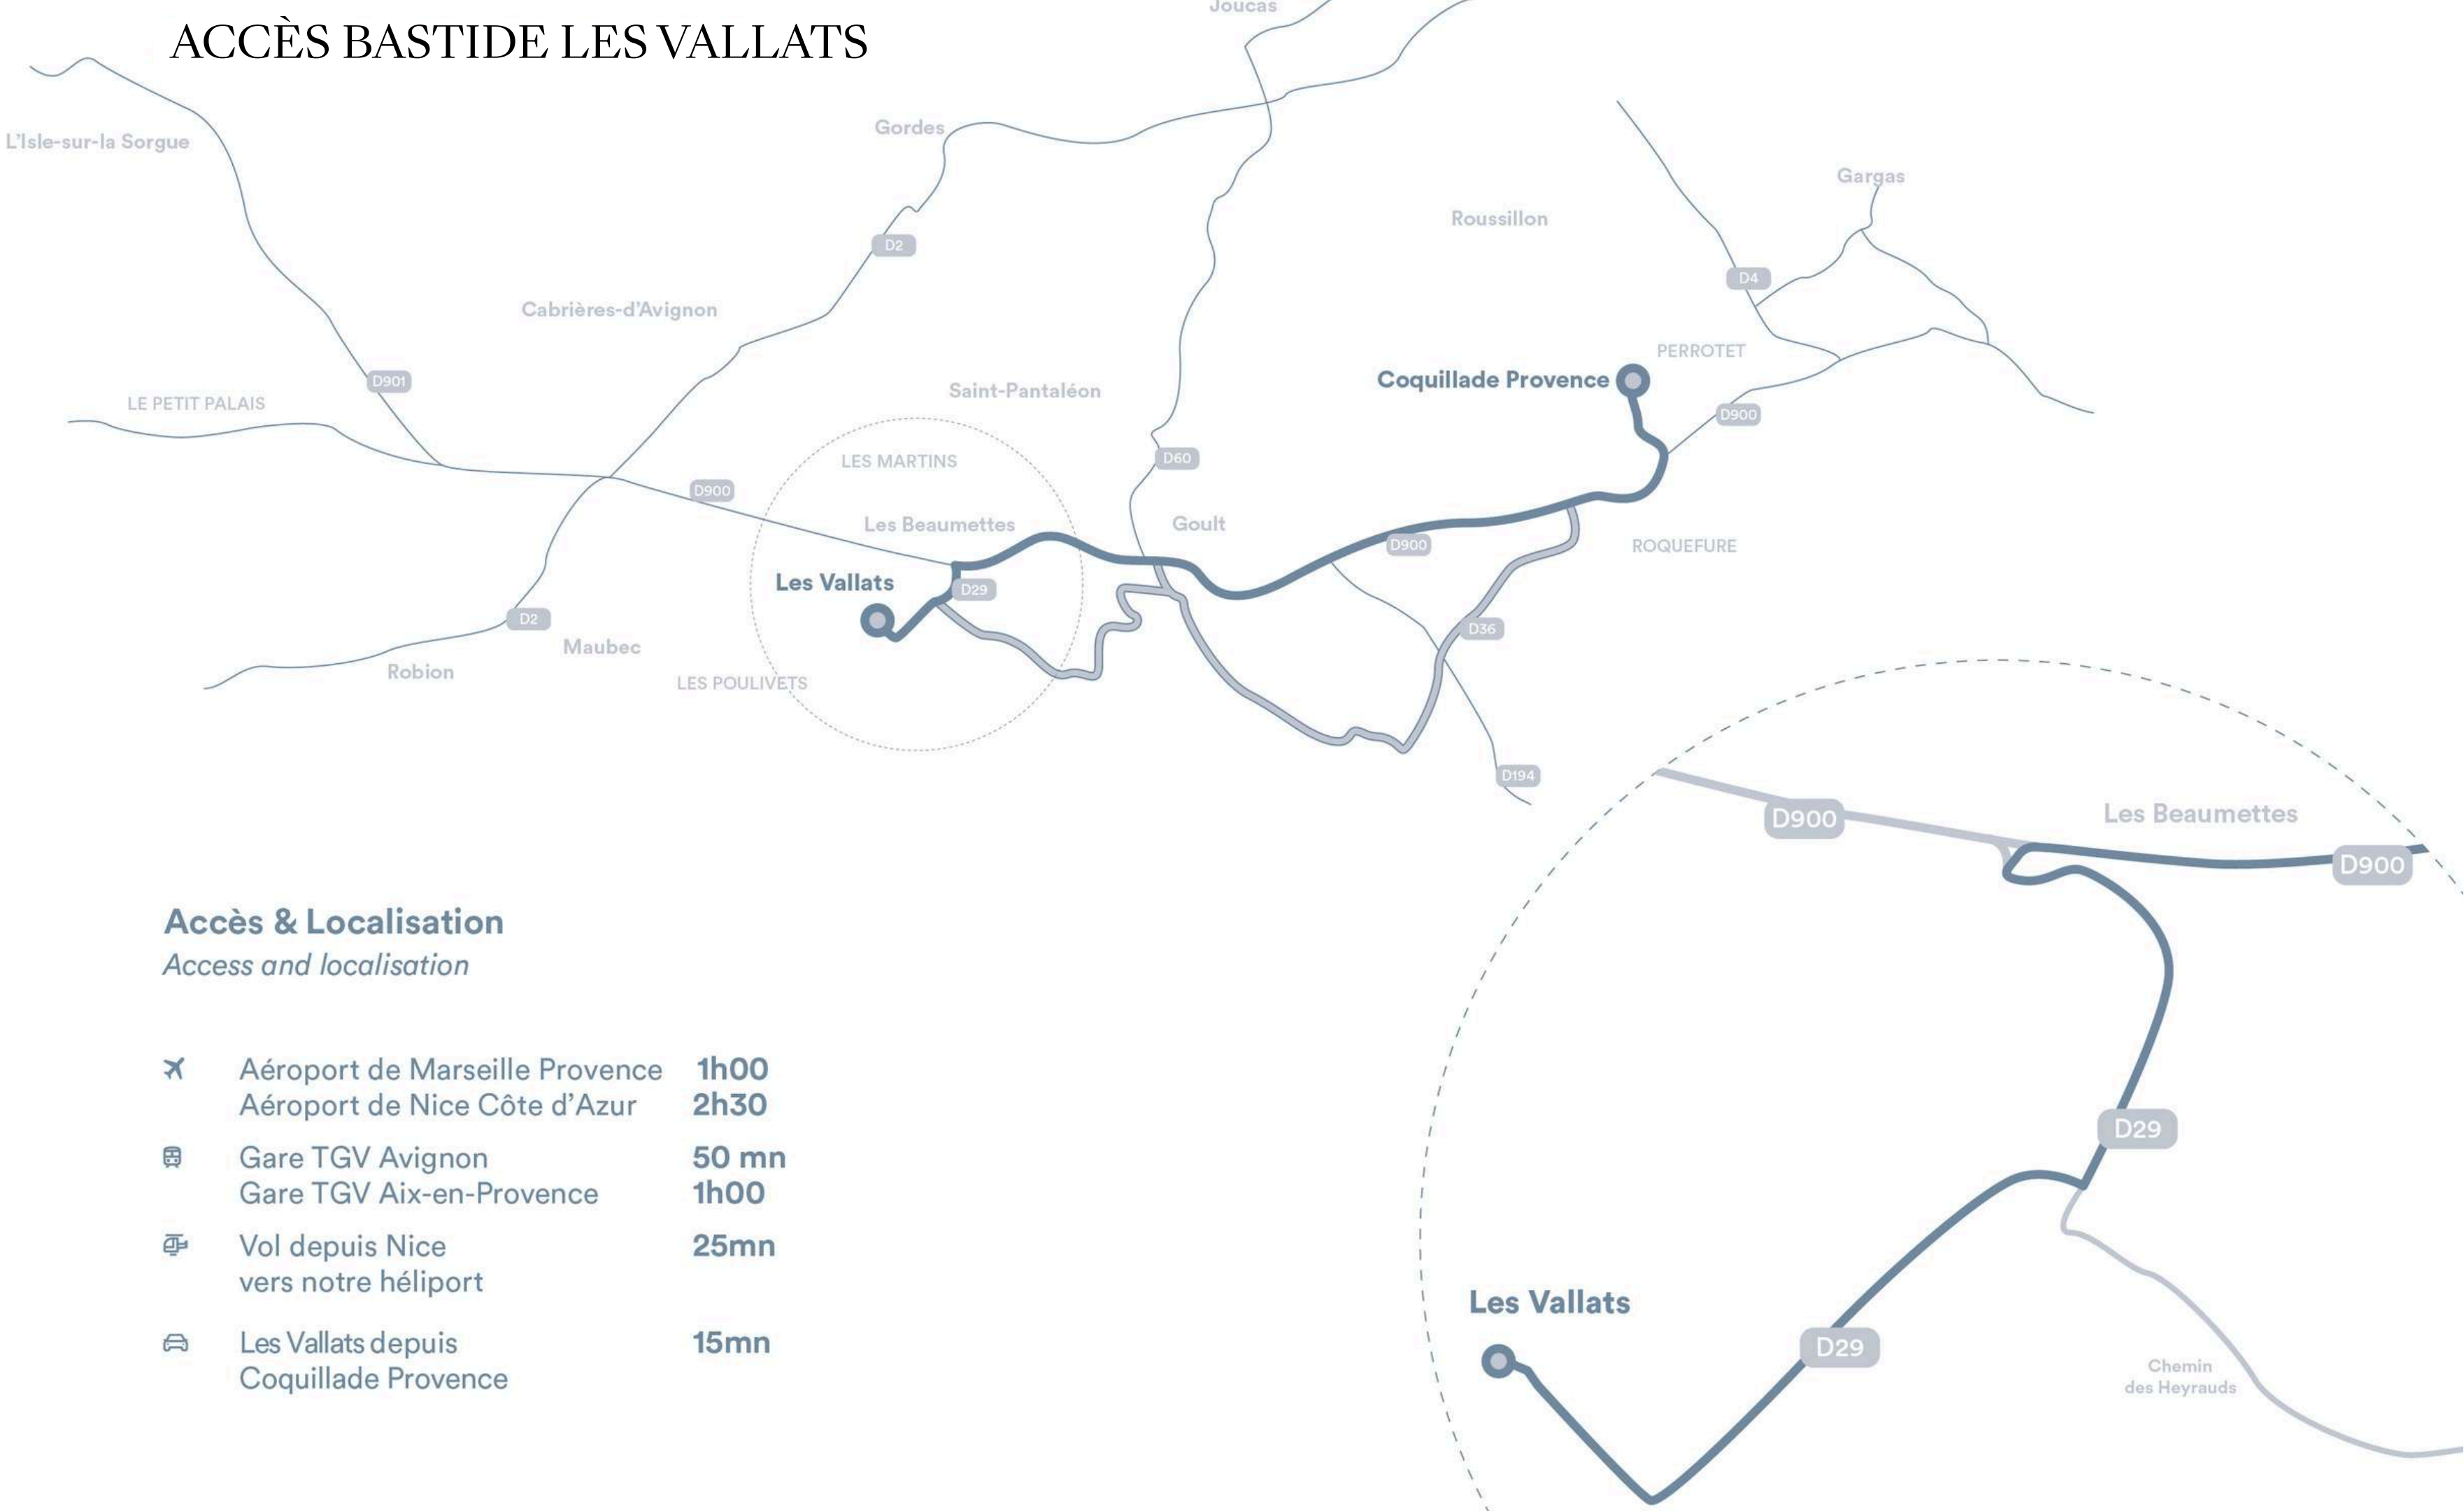 ACCÈS BASTIDE LES VALLATS
Joucas
L'Isle-sur-la Sorgue
Gordes
Gargas
Roussillon
D2
D4
Cabrières-d'Avignon
PERROTET
Coquillade Provence
D901
Saint-Pantaléon
LE PETIT PALAIS
D900
LES MARTINS
D60
D900
Les Beaumettes
Goult
D900
ROQUEFURE
Les Vallats
D29
D2
D36
Maubec
Robion
LES POULIVETS
D194
D900
Les Beaumettes
D900
D29
Les Vallats
D29
Chemin
des Heyrauds
Accès & Localisation
Access and localisation
Aéroport de Marseille Provence 1h00
Aéroport de Nice Côte d'Azur 2h30
Gare TGV Avignon 50 mn
Gare TGV Aix-en-Provence 1h00
Vol depuis Nice 25mn
vers notre héliport
Les Vallats depuis 15mn
Coquillade Provence